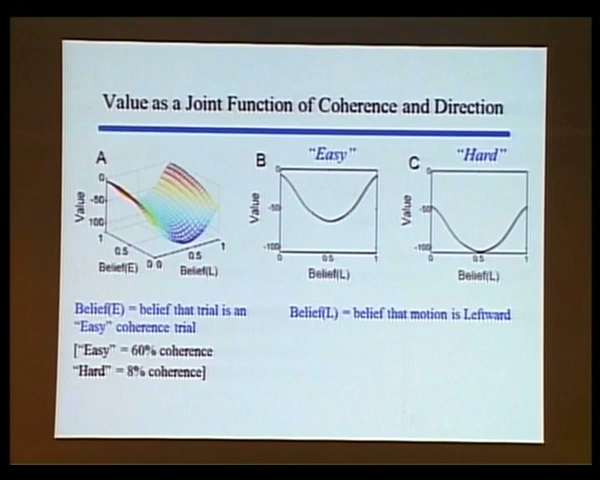 Value as a Joint Function of Coherence and Direction
A
B
"Easy"
C
"Hard"
Value
0
-50
100
1
0.5
0
Belief(E)
0
0.5
1
Belief(L)
Value
0
-50
-100
0
0.5
1
Belief(L)
Value
0
-50
-100
0
0.5
1
Belief(L)
Belief(E) = belief that trial is an
"Easy" coherence trial
Belief(L) = belief that motion is Leftward
["Easy" = 60% coherence
"Hard" = 8% coherence]